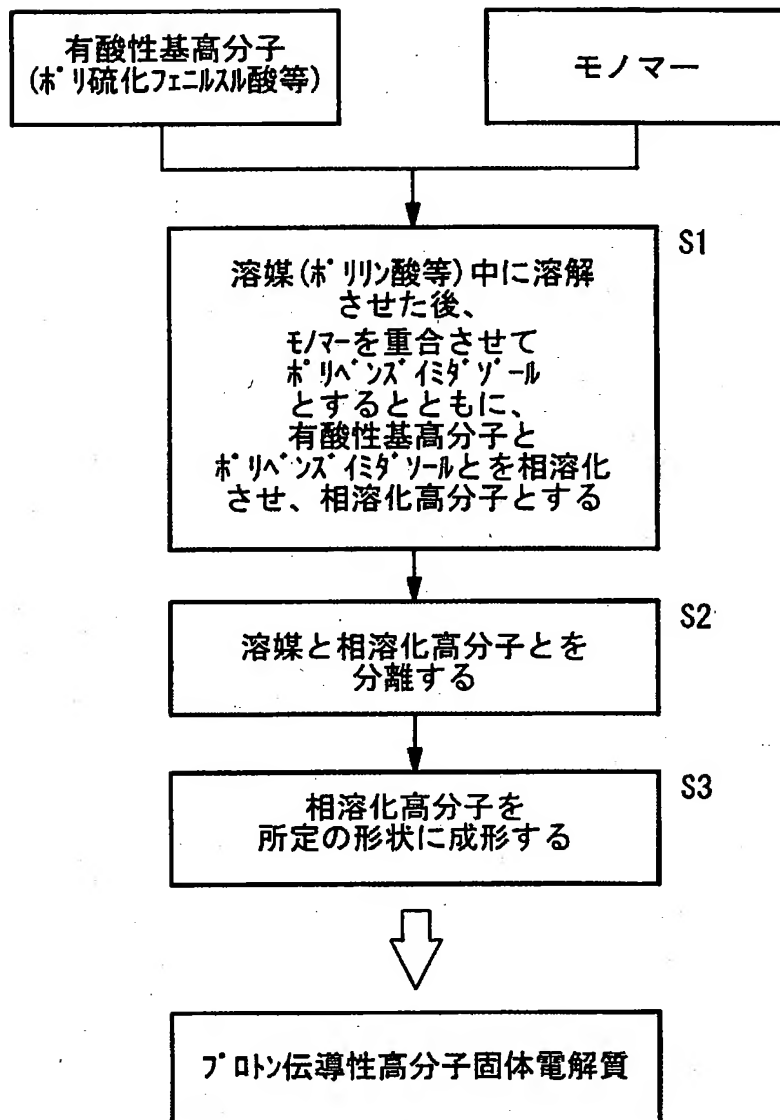 有酸性基高分子
(ﾎﾟﾘ硫化ﾌｪﾆﾙｽﾙ酸等)
モノマー
S1
溶媒(ﾎﾟﾘﾘﾝ酸等)中に溶解
させた後、
ﾓﾉﾏｰを重合させて
ﾎﾟﾘﾍﾞﾝｽﾞｲﾐﾀﾞｿﾞｰﾙ
とするとともに、
有酸性基高分子と
ﾎﾟﾘﾍﾞﾝｽﾞｲﾐﾀﾞｿｰﾙとを相溶化
させ、相溶化高分子とする
S2
溶媒と相溶化高分子とを
分離する
S3
相溶化高分子を
所定の形状に成形する
ﾌﾟﾛﾄﾝ伝導性高分子固体電解質